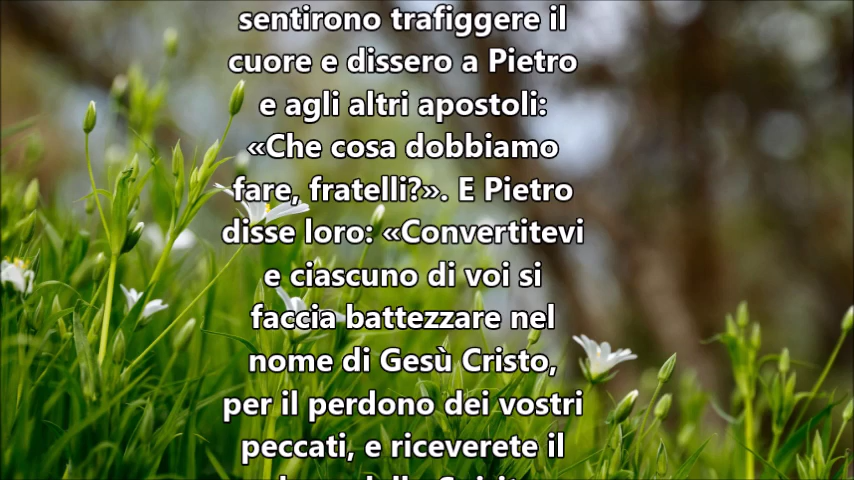 sentirono trafiggere il
cuore e dissero a Pietro
e agli altri apostoli:
«Che cosa dobbiamo
fare, fratelli?». E Pietro
disse loro: «Convertitevi
e ciascuno di voi si
faccia battezzare nel
nome di Gesù Cristo,
per il perdono dei vostri
peccati, e riceverete il